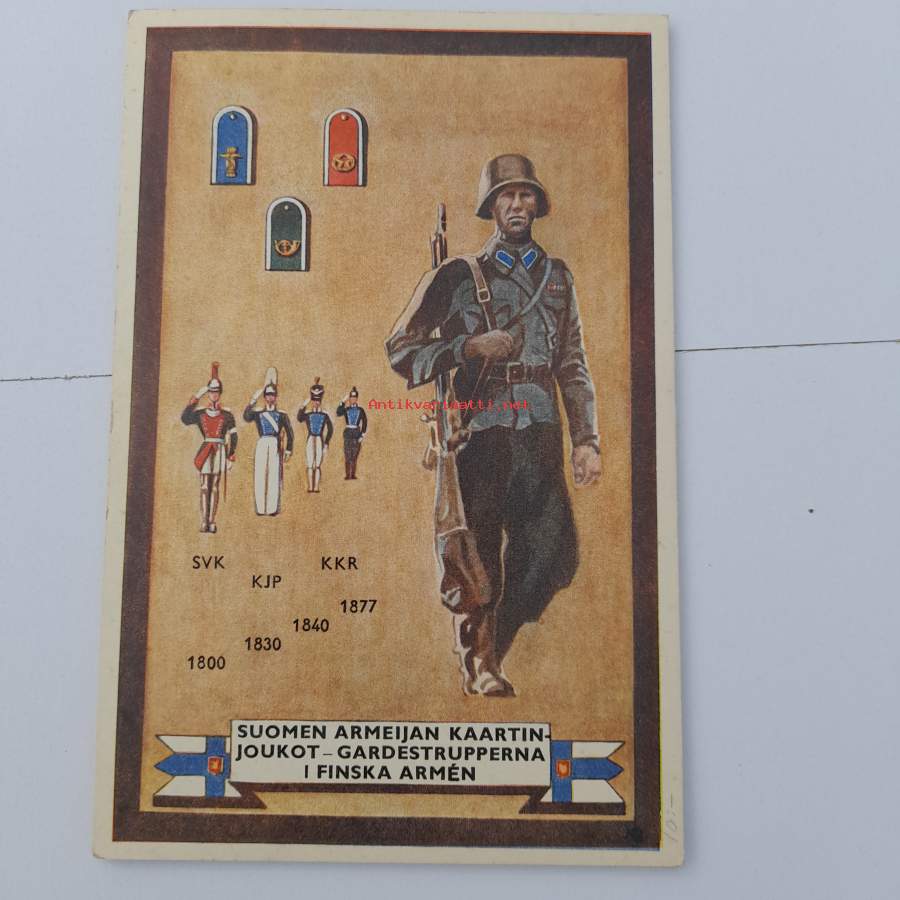 Antikvariaatti.net
SVK
KKR
KJP
1877
1840
1830
1800
SUOMEN ARMEIJAN KAARTIN-
JOUKOT – GARDESTRUPPERNA
I FINSKA ARMÉN